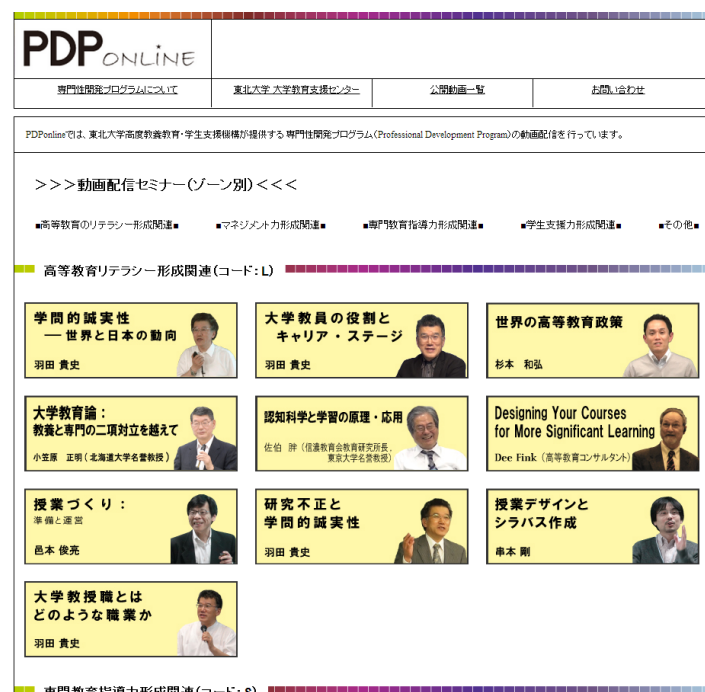 PDPONLINE
専門性開発プログラムについて
東北大学 大学教育支援センター
公開動画一覧
お問い合わせ
PDPonlineでは、東北大学高度教養教育・学生支援機構が提供する専門性開発プログラム(Professional Development Program)の動画配信を行っています。
>>>動画配信セミナー(ゾーン別)<<<
■高等教育のリテラシー形成関連■
■マネジメント力形成関連■
■専門教育指導力形成関連■
■学生支援力形成関連■
■その他■
高等教育リテラシー形成関連(コード:L)
学問的誠実性
―世界と日本の動向
羽田 貴史
大学教員の役割と
キャリア・ステージ
羽田 貴史
世界の高等教育政策
杉本 和弘
大学教育論:
教養と専門の二項対立を越えて
小笠原 正明(北海道大学名誉教授)
認知科学と学習の原理・応用
佐伯 胖(信濃教育会教育研究所長、
東京大学名誉教授)
Designing Your Courses
for More Significant Learning
Dee Fink(高等教育コンサルタント)
授業づくり:
準備と運営
邑本 俊亮
研究不正と
学問的誠実性
羽田 貴史
授業デザインと
シラバス作成
串本 剛
大学教授職とは
どのような職業か
羽田 貴史
専門教育指導力形成関連(コード:S)